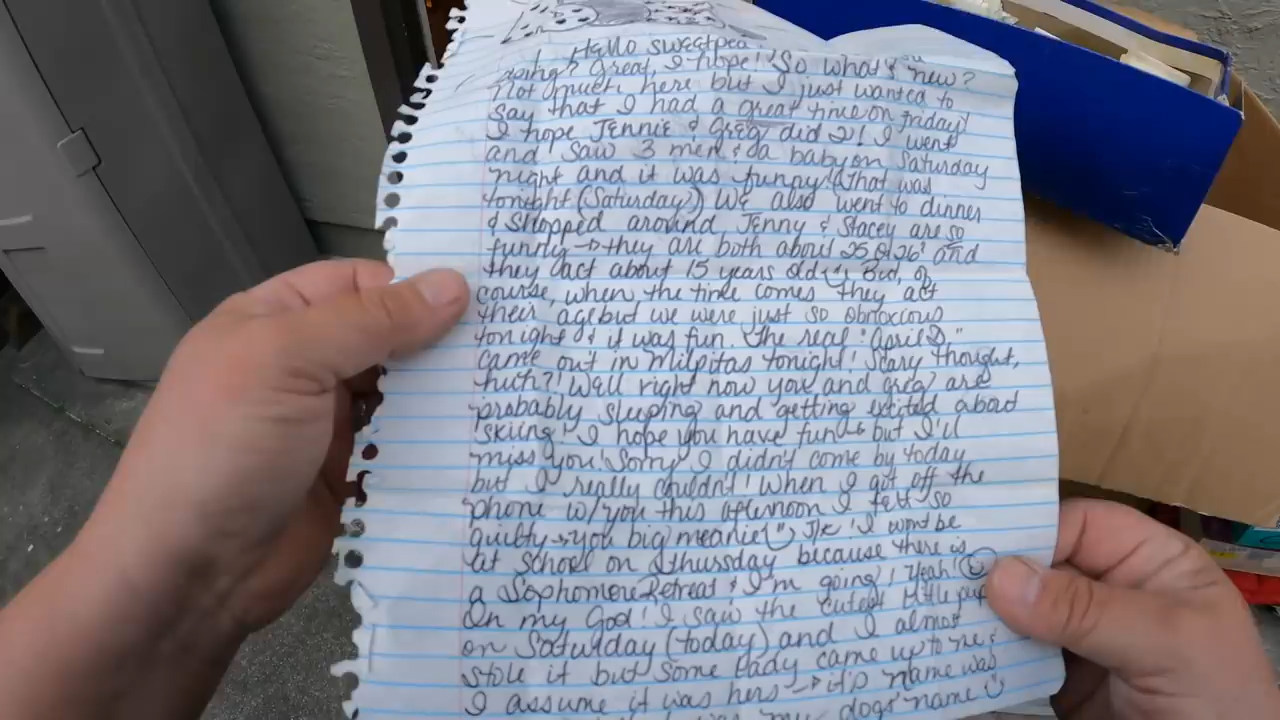 Hello sweetpea. you
doing? Great, I hope! So what's new?
Not much here but I just wanted to
say that I had a great time on friday!
I hope Jennie & Greg did 2! I went
and saw 3 men & a baby on Saturday
night and it was funny! (That was
tonight (Saturday)) We also went to dinner
& shopped around. Jenny & Stacey are so
funny → they are both about 25 & 26 and
they act about 15 years old But, of
course, when the time comes they act
their age but we were just so obnoxious
tonight & it was fun. The real "April D."
came out in Milpitas tonight! Scary thought,
huh?! Well right now you and greg are
probably sleeping and getting excited about
skiing! I hope you have fun but I'll
miss you! Sorry I didn't come by today
but I really couldn't! When I got off the
phone w/ you this afternoon I felt so
guilty → you big meanie! J/K! I won't be
at school on Thursday because there is
a Sophomore Retreat & I'm going! Yeah!
Oh my God! I saw the cutest little pup
on Saturday (today) and I almost
stole it but some lady came up to me &
I assume it was hers → it's name was
was my dogs name